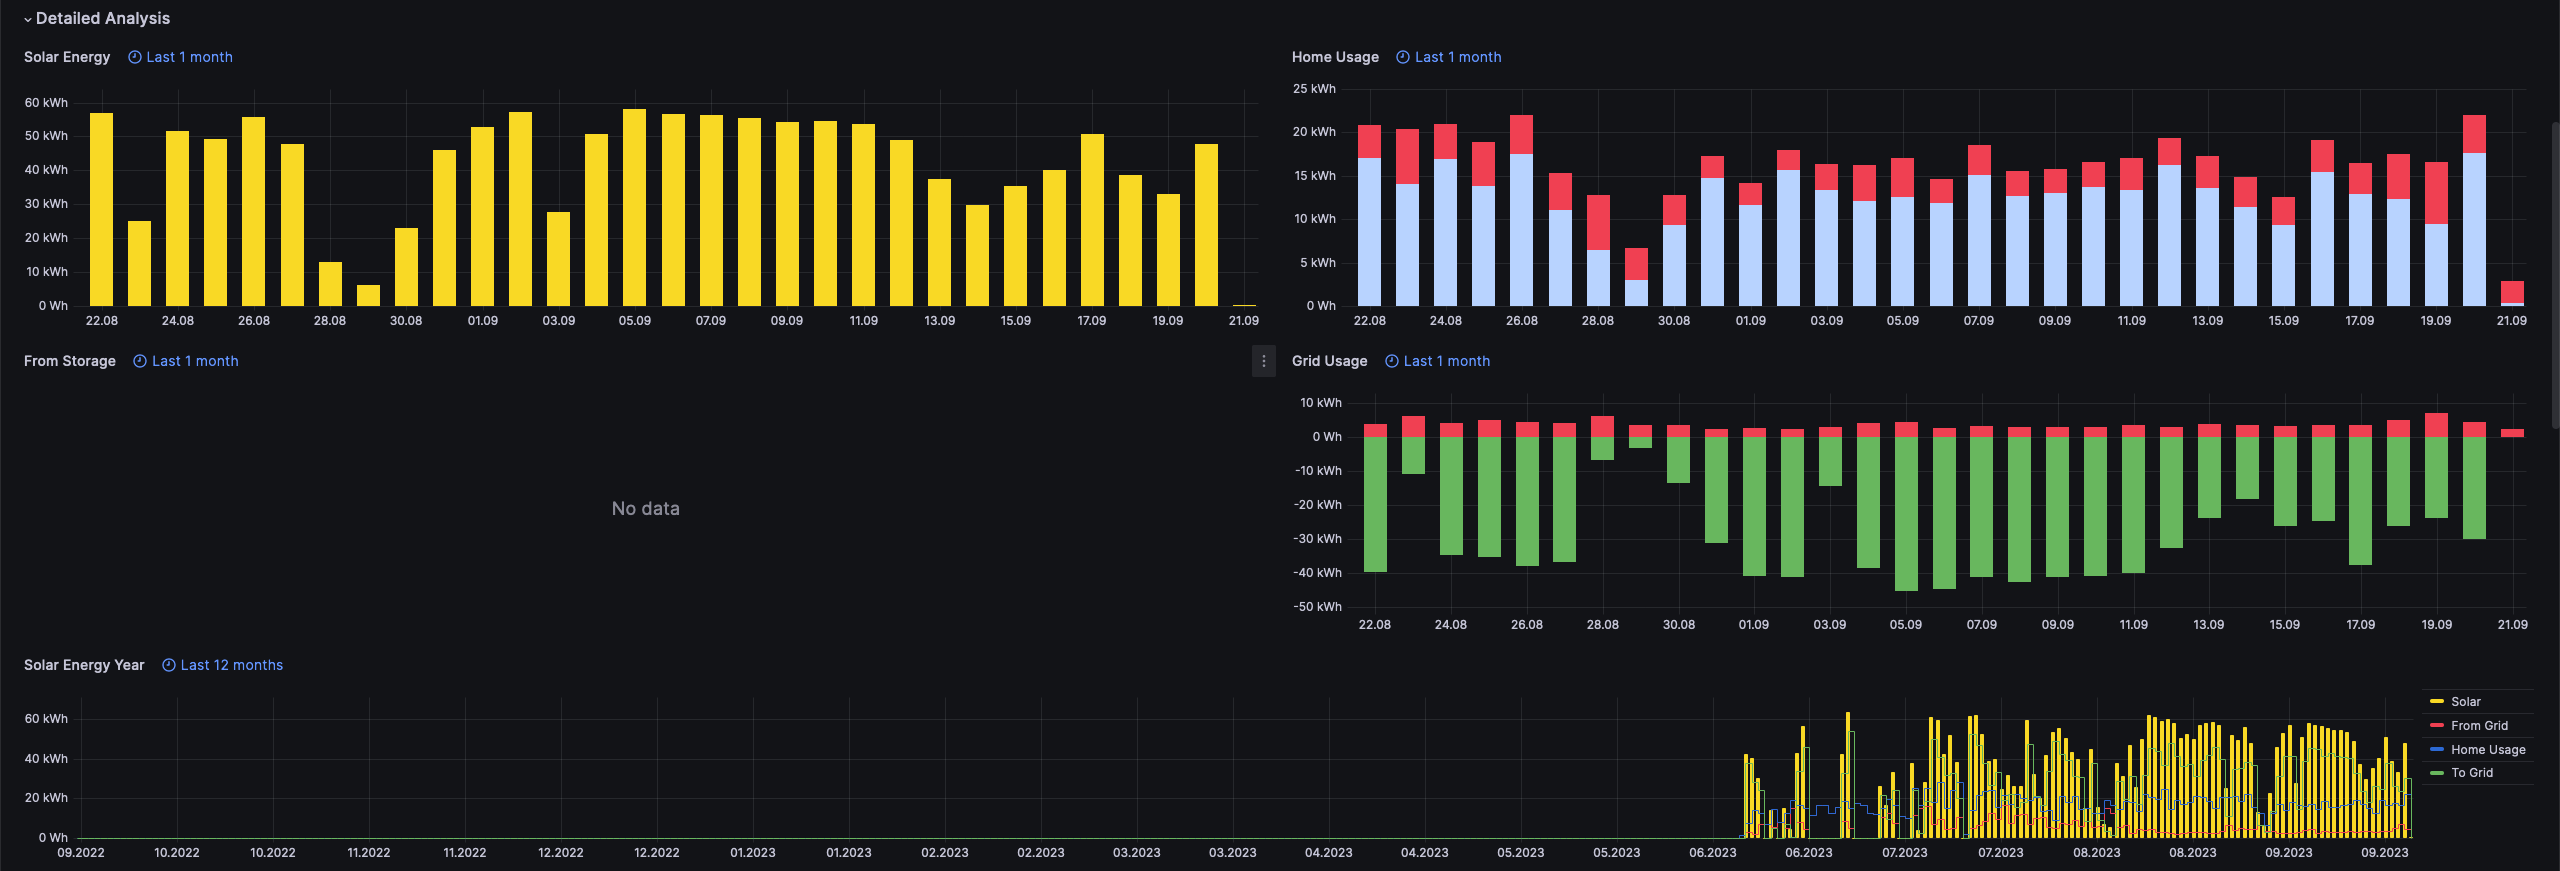 Detailed Analysis
Solar Energy Last 1 month
60 kWh
50 kWh
40 kWh
30 kWh
20 kWh
10 kWh
0 Wh
22.08 24.08 26.08 28.08 30.08 01.09 03.09 05.09 07.09 09.09 11.09 13.09 15.09 17.09 19.09 21.09
Home Usage Last 1 month
25 kWh
20 kWh
15 kWh
10 kWh
5 kWh
0 Wh
22.08 24.08 26.08 28.08 30.08 01.09 03.09 05.09 07.09 09.09 11.09 13.09 15.09 17.09 19.09 21.09
From Storage Last 1 month
No data
Grid Usage Last 1 month
10 kWh
0 Wh
-10 kWh
-20 kWh
-30 kWh
-40 kWh
-50 kWh
22.08 24.08 26.08 28.08 30.08 01.09 03.09 05.09 07.09 09.09 11.09 13.09 15.09 17.09 19.09 21.09
Solar Energy Year Last 12 months
60 kWh
40 kWh
20 kWh
0 Wh
09.2022 10.2022 10.2022 11.2022 11.2022 12.2022 12.2022 01.2023 01.2023 02.2023 02.2023 03.2023 03.2023 04.2023 04.2023 05.2023 05.2023 06.2023 06.2023 07.2023 07.2023 08.2023 08.2023 09.2023 09.2023
Solar
From Grid
Home Usage
To Grid